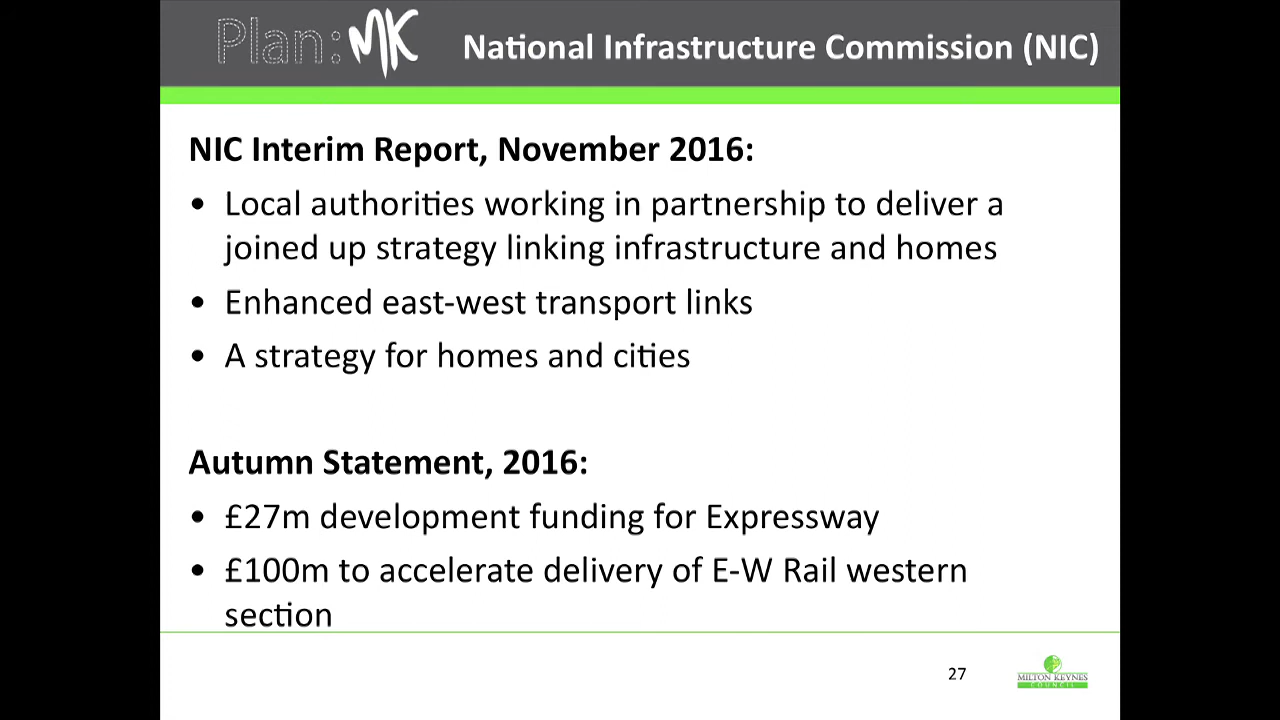 Plan:MK
National Infrastructure Commission (NIC)
NIC Interim Report, November 2016:
• Local authorities working in partnership to deliver a
joined up strategy linking infrastructure and homes
• Enhanced east-west transport links
• A strategy for homes and cities
Autumn Statement, 2016:
• £27m development funding for Expressway
• £100m to accelerate delivery of E-W Rail western
section
27
MILTON KEYNES
COUNCIL